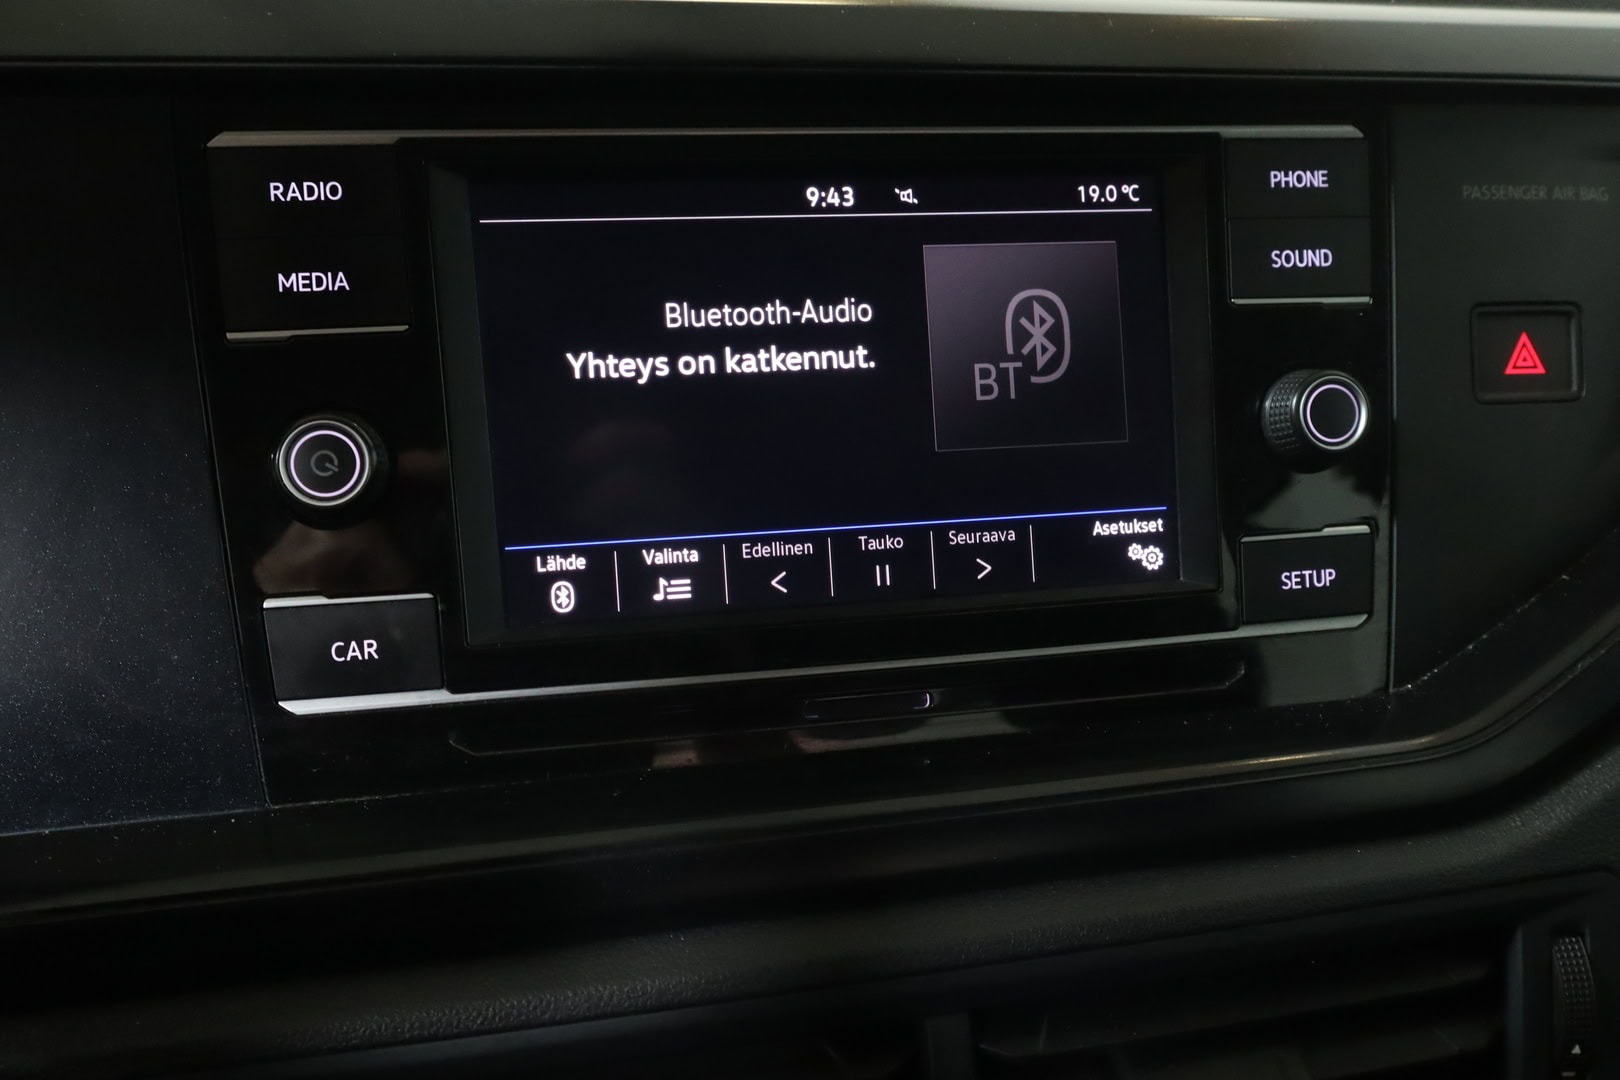 RADIO
MEDIA
CAR
9:43
19.0 °C
Bluetooth-Audio
Yhteys on katkennut.
BT
Lähde
Valinta
Edellinen
Tauko
Seuraava
Asetukset
PHONE
SOUND
SETUP
PASSENGER AIR BAG